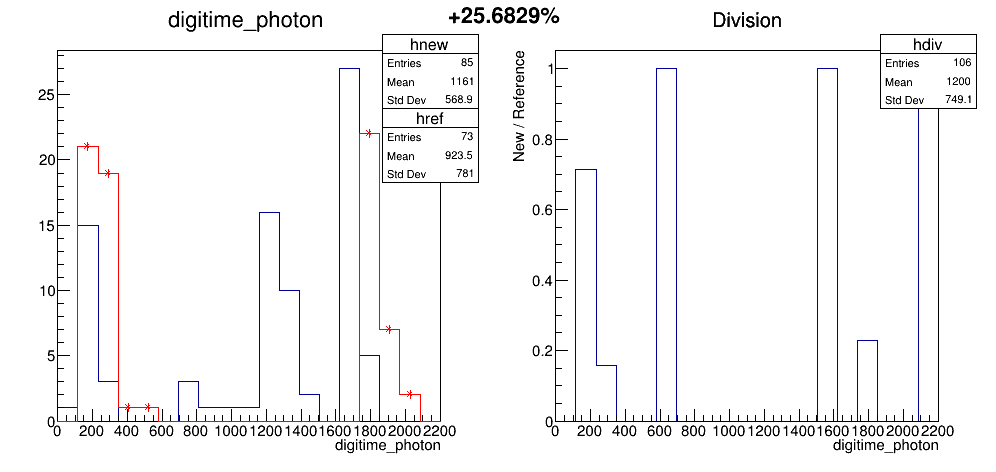 digitime_photon
+25.6829%
Division
hnew
Entries 85
Mean 1161
Std Dev 568.9
href
Entries 73
Mean 923.5
Std Dev 781
25
20
15
10
5
0
0 200 400 600 800 1000 1200 1400 1600 1800 2000 2200
digitime_photon
hdiv
Entries 106
Mean 1200
Std Dev 749.1
New / Reference
1
0.8
0.6
0.4
0.2
0
0 200 400 600 800 1000 1200 1400 1600 1800 2000 2200
digitime_photon